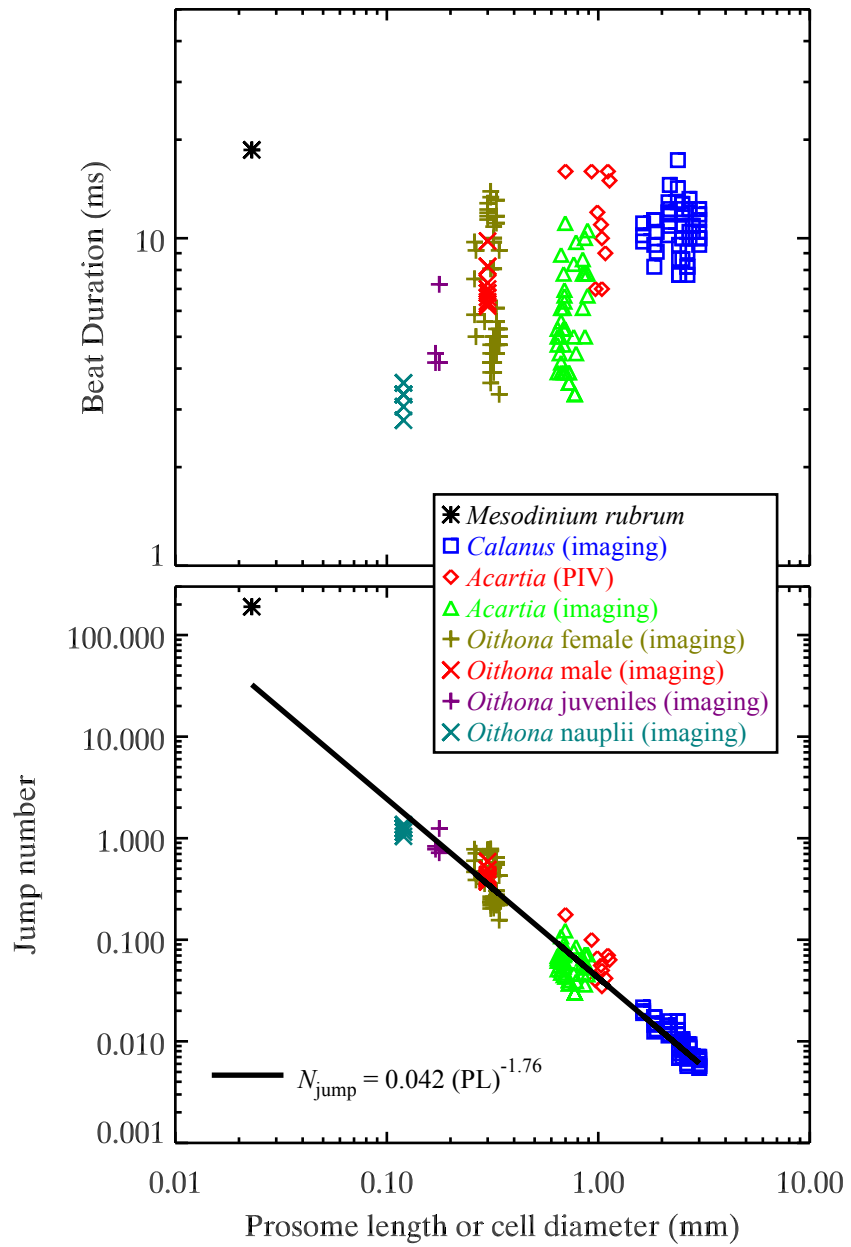 Beat Duration (ms)
10
1
Mesodinium rubrum
Calanus (imaging)
Acartia (PIV)
Acartia (imaging)
Oithona female (imaging)
Oithona male (imaging)
Oithona juveniles (imaging)
Oithona nauplii (imaging)
Jump number
100.000
10.000
1.000
0.100
0.010
0.001
N_jump = 0.042 (PL)^-1.76
0.01 0.10 1.00 10.00
Prosome length or cell diameter (mm)